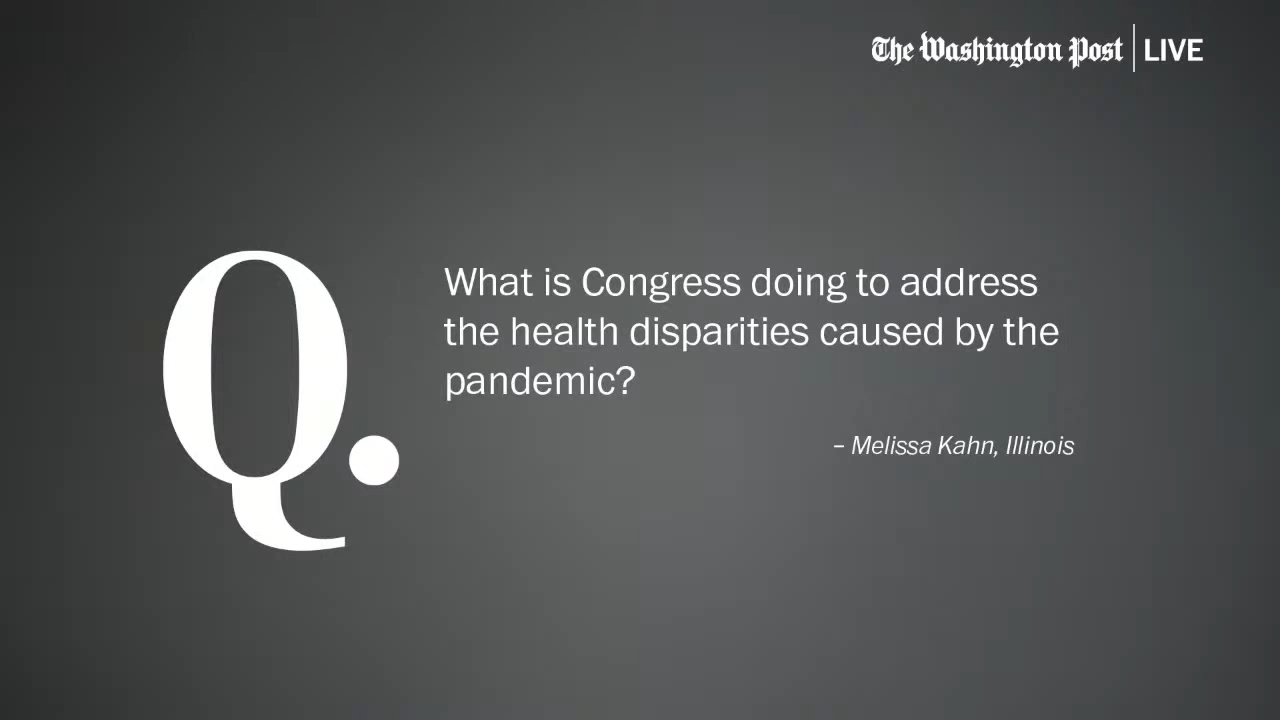 The Washington Post | LIVE
Q.
What is Congress doing to address
the health disparities caused by the
pandemic?
– Melissa Kahn, Illinois